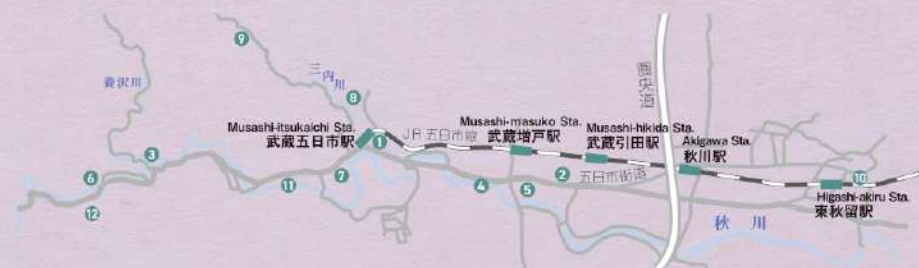 ⑨
養沢川
三内川
⑧
圏央道
Musashi-itsukaichi Sta.
武蔵五日市駅
①
JR五日市線
Musashi-masuko Sta.
武蔵増戸駅
Musashi-hikida Sta.
武蔵引田駅
Akigawa Sta.
秋川駅
③
⑥
⑪
⑦
④
⑤
②
五日市街道
⑩
Higashi-akiru Sta.
東秋留駅
⑫
秋川